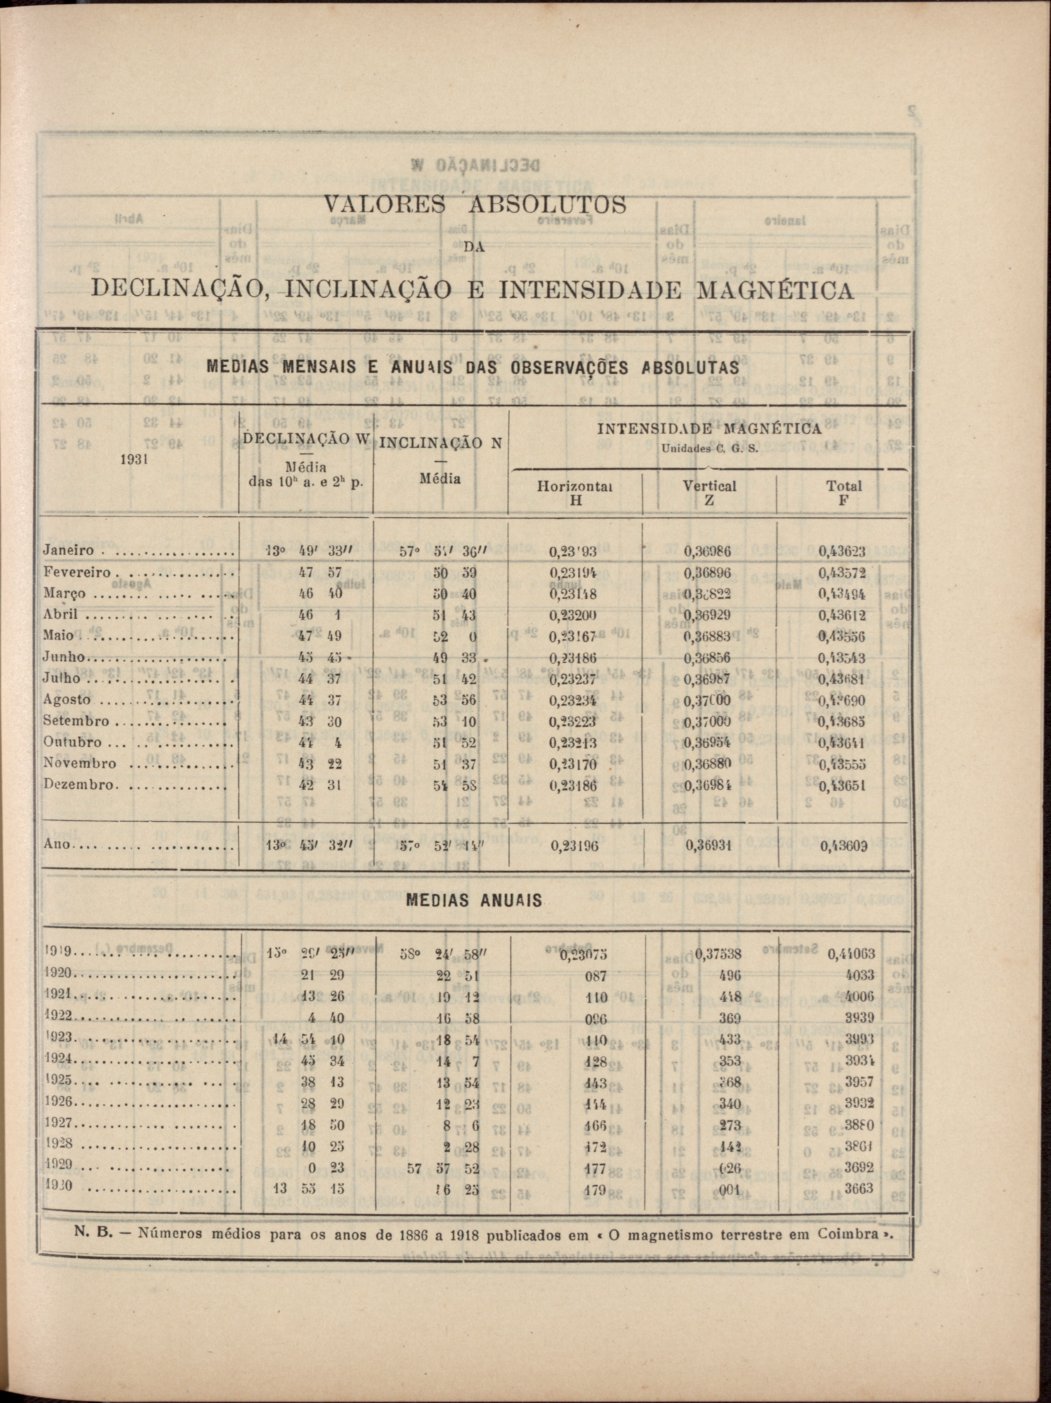 VALORES ABSOLUTOS
DA
DECLINAÇÃO, INCLINAÇÃO E INTENSIDADE MAGNÉTICA
MEDIAS MENSAIS E ANUAIS DAS OBSERVAÇÕES ABSOLUTAS
1931 DECLINAÇÃO W INCLINAÇÃO N INTENSIDADE MAGNÉTICA
Unidades C. G. S.
Média
das 10h a. e 2h p. Média Horizontal Vertical Total
H Z F
Janeiro 13º 49′ 33″ 57º 36″ 0,36986 0,43623
Fevereiro 47 57 50 59 0,23194 0,36896 0,43572
Março 46 40 50 40 0,23148 0,36822 0,43494
Abril 46 1 51 43 0,23200 0,36929 0,43612
Maio 47 49 52 0 0,23167 0,36883 0,43556
Junho 45 45 49 33 0,23186 0,36856 0,43543
Julho 44 37 51 42 0,23237 0,36987 0,43681
Agosto 44 37 53 56 0,23234 0,37000 0,43690
Setembro 43 30 53 10 0,23223 0,37000 0,43685
Outubro 44 4 51 52 0,23213 0,36954 0,43641
Novembro 43 22 51 37 0,23170 0,36880 0,43555
Dezembro 42 31 54 58 0,23186 0,36984 0,43651
Ano 13º 45′ 32″ 57º 52′ 14″ 0,23196 0,36931 0,43609
MEDIAS ANUAIS
1919 15º 58º 24′ 58″ 0,23075 0,37538 0,44063
1920 21 29 22 51 087 496 4033
1921 13 26 19 12 110 448 4006
1922 4 40 16 58 096 369 3939
1923 14 54 10 18 54 110 433 3993
1924 45 34 14 7 128 353 3934
1925 38 13 13 54 143 368 3957
1926 28 29 12 23 144 340 3932
1927 18 50 8 6 166 273 3880
1928 10 25 2 28 172 142 3861
1929 0 23 57 57 52 177 026 3692
1930 13 55 15 25 179 001 3663
N. B. — Números médios para os anos de 1886 a 1918 publicados em « O magnetismo terrestre em Coimbra ».